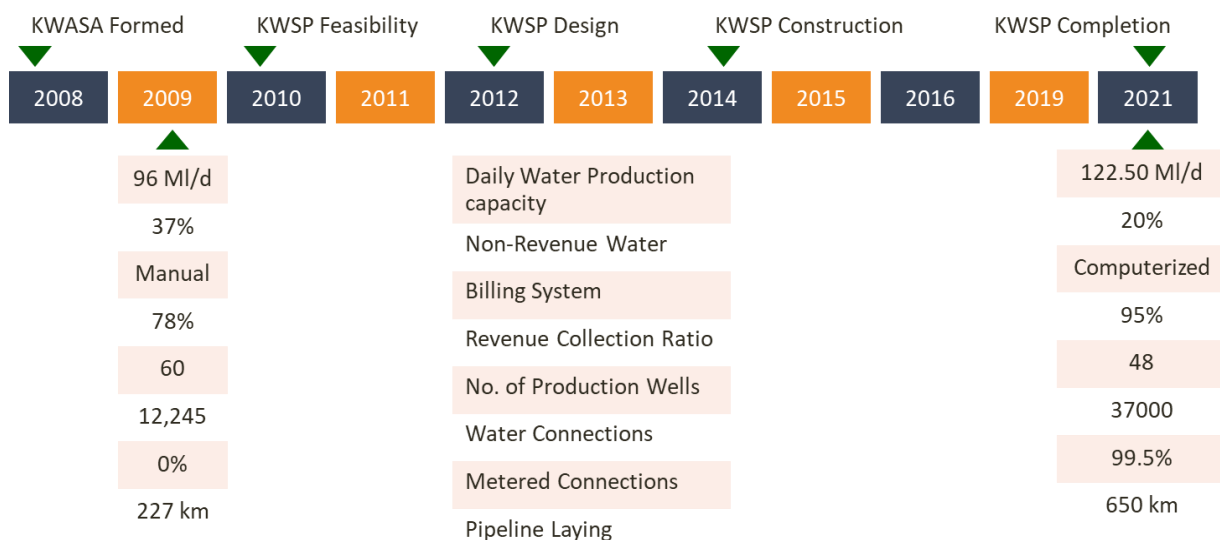 KWASA Formed
KWSP Feasibility
KWSP Design
KWSP Construction
KWSP Completion
2008
2009
2010
2011
2012
2013
2014
2015
2016
2019
2021
96 Ml/d
Daily Water Production
capacity
122.50 Ml/d
37%
Non-Revenue Water
20%
Manual
Billing System
Computerized
78%
Revenue Collection Ratio
95%
60
No. of Production Wells
48
12,245
Water Connections
37000
0%
Metered Connections
99.5%
227 km
Pipeline Laying
650 km